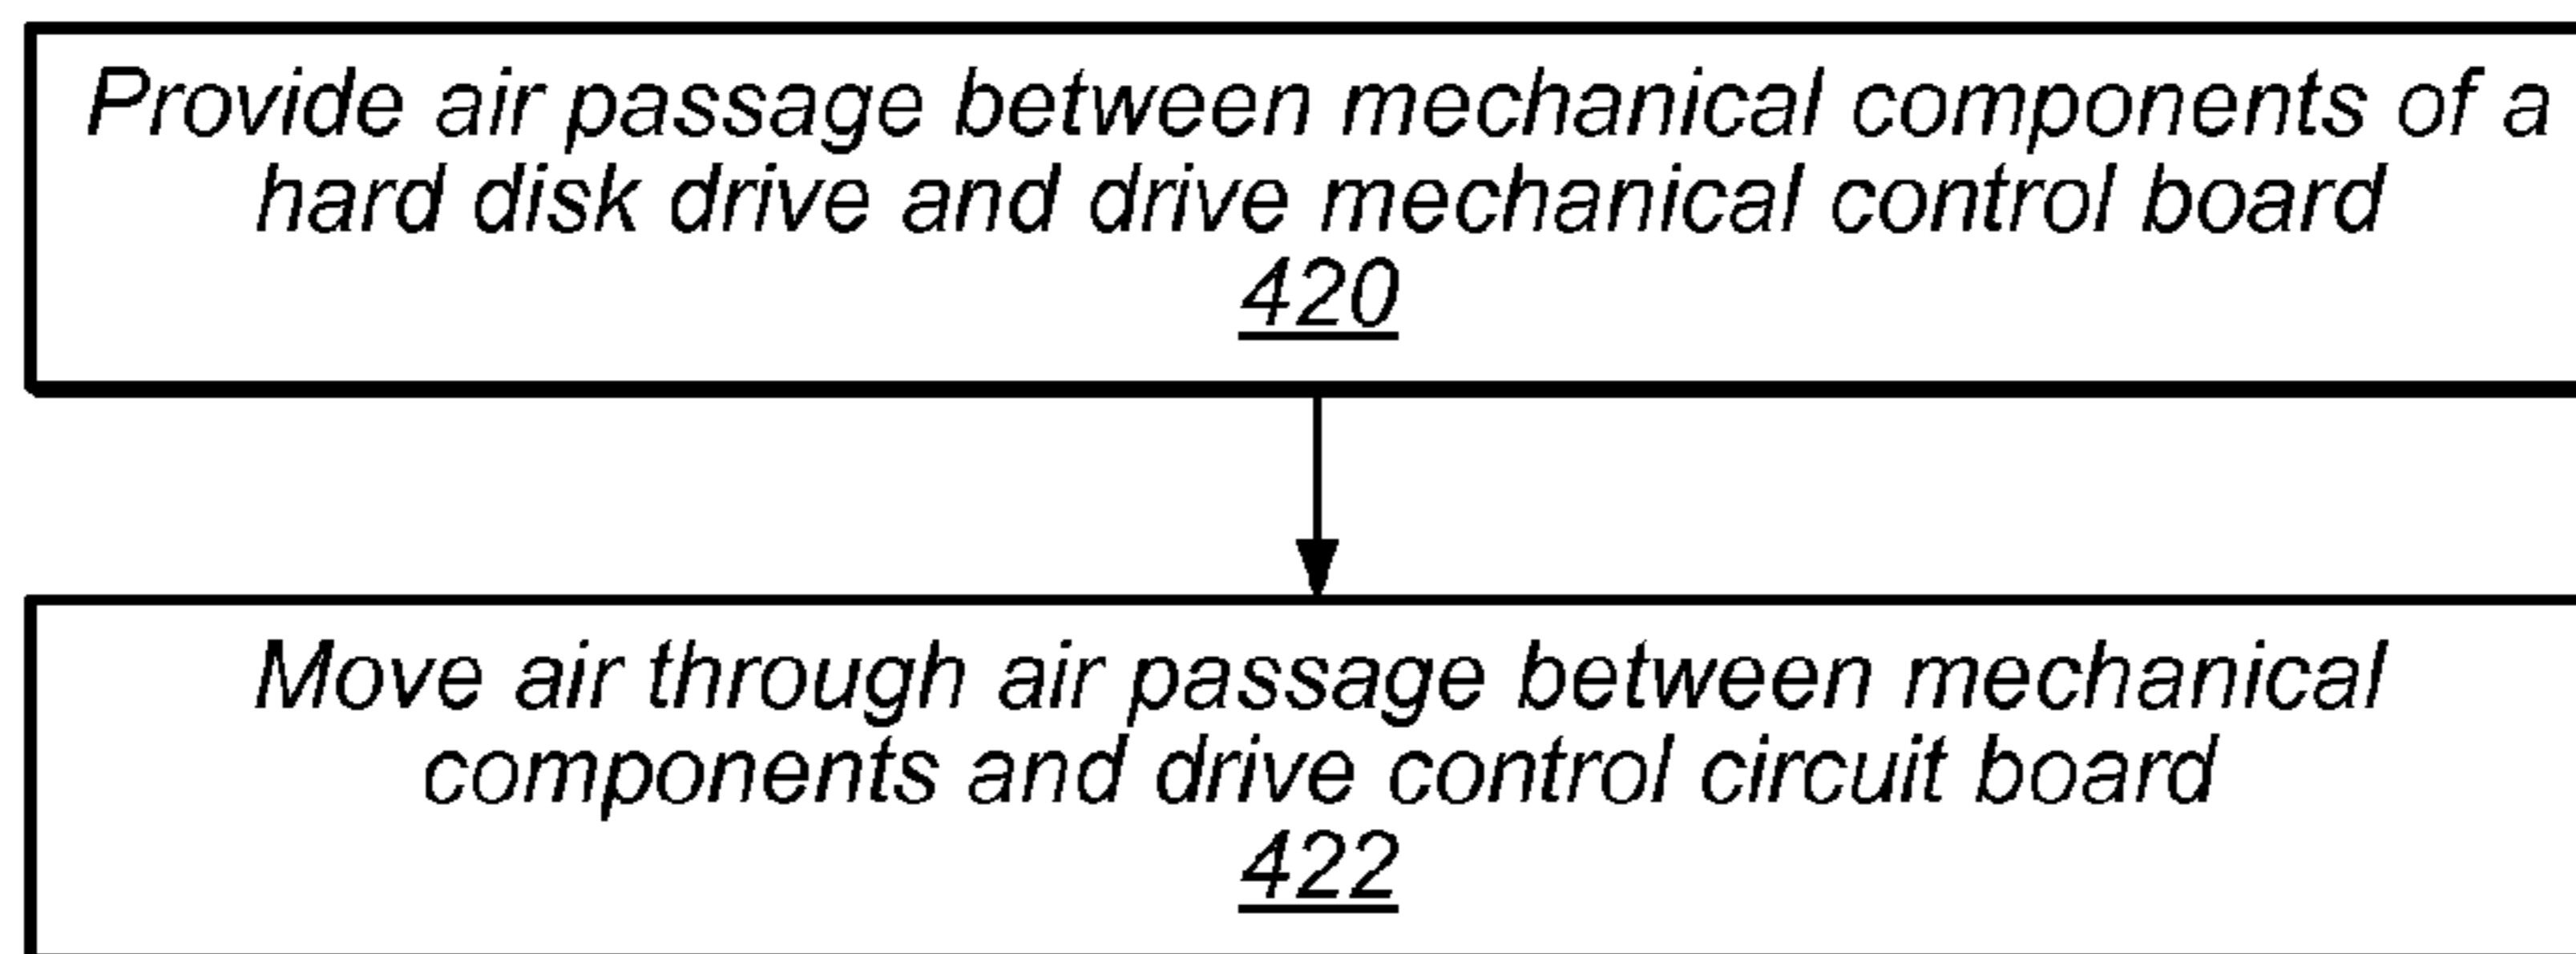 Provide air passage between mechanical components of a
hard disk drive and drive mechanical control board
420
Move air through air passage between mechanical
components and drive control circuit board
422